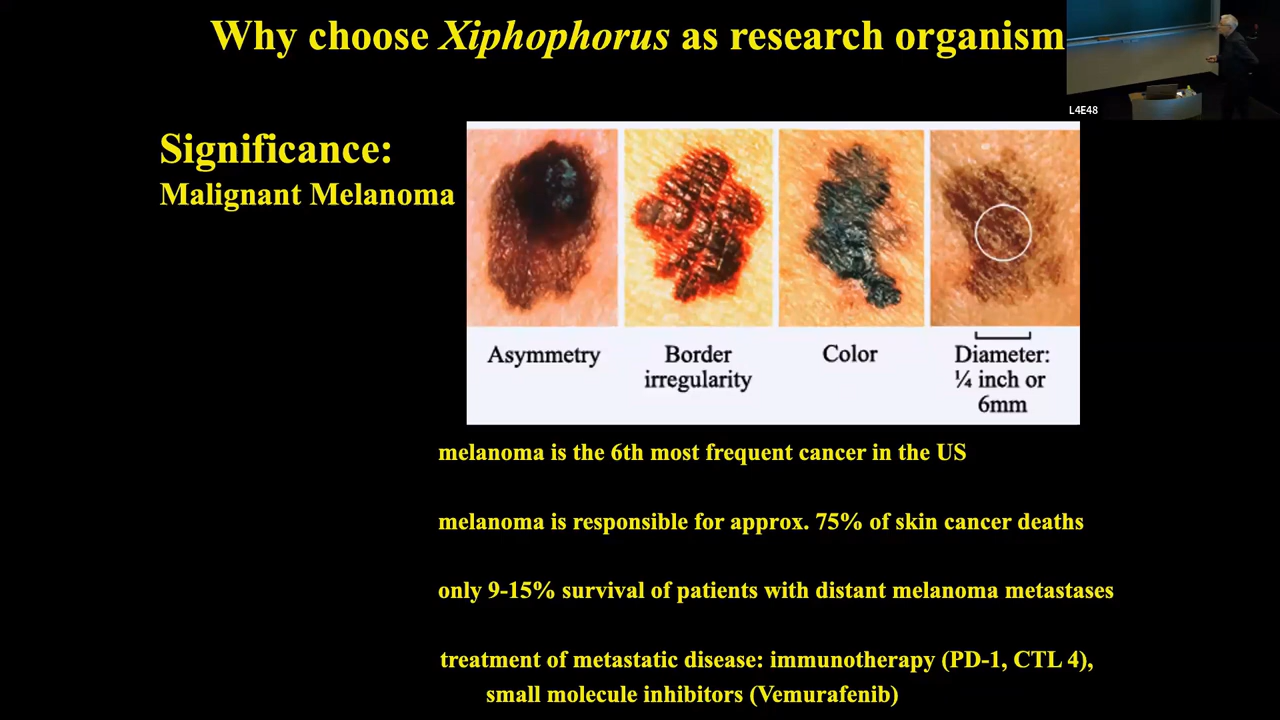 Why choose Xiphophorus as research organism
L4E48
Significance:
Malignant Melanoma
Asymmetry
Border
irregularity
Color
Diameter:
¼ inch or
6mm
melanoma is the 6th most frequent cancer in the US
melanoma is responsible for approx. 75% of skin cancer deaths
only 9-15% survival of patients with distant melanoma metastases
treatment of metastatic disease: immunotherapy (PD-1, CTL 4),
small molecule inhibitors (Vemurafenib)